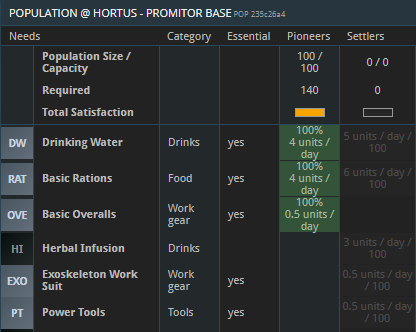 POPULATION @ HORTUS - PROMITOR BASE POP 235c26a4
Needs Category Essential Pioneers Settlers
Population Size / Capacity 100 / 100 0 / 0
Required 140 0
Total Satisfaction
DW Drinking Water Drinks yes 100% 4 units / day 5 units / day / 100
RAT Basic Rations Food yes 100% 4 units / day 6 units / day / 100
OVE Basic Overalls Work gear yes 100% 0.5 units / day
HI Herbal Infusion Drinks 3 units / day / 100
EXO Exoskeleton Work Suit Work gear yes 0.5 units / day / 100
PT Power Tools Tools yes 0.5 units / day / 100